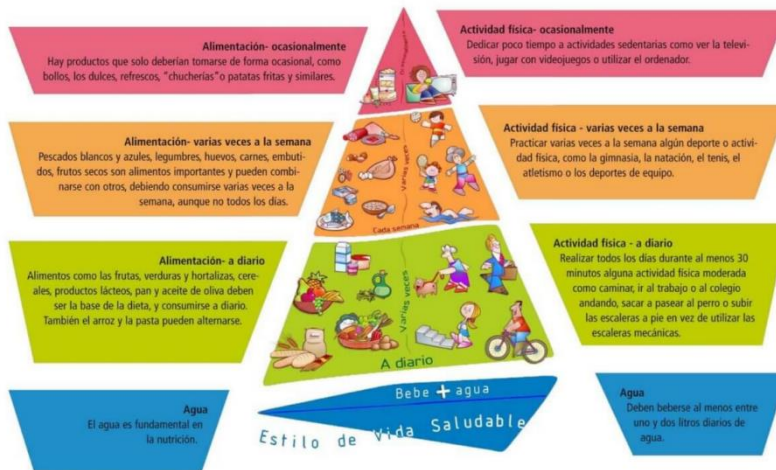 Alimentación- ocasionalmente
Hay productos que solo deberían tomarse de forma ocasional, como
bollos, los dulces, refrescos, "chucherías"o patatas fritas y similares.
Actividad física- ocasionalmente
Dedicar poco tiempo a actividades sedentarias como ver la televi-
sión, jugar con videojuegos o utilizar el ordenador.
Alimentación- varias veces a la semana
Pescados blancos y azules, legumbres, huevos, carnes, embuti-
dos, frutos secos son alimentos importantes y pueden combi-
narse con otros, debiendo consumirse varias veces a la
semana, aunque no todos los días.
Varias veces
Cada semana
Actividad física - varias veces a la semana
Practicar varias veces a la semana algún deporte o activi-
dad física, como la gimnasia, la natación, el tenis, el
atletismo o los deportes de equipo.
Alimentación- a diario
Alimentos como las frutas, verduras y hortalizas, cere-
ales, productos lácteos, pan y aceite de oliva deben
ser la base de la dieta, y consumirse a diario.
También el arroz y la pasta pueden alternarse.
Varias veces
A diario
Actividad física - a diario
Realizar todos los días durante al menos 30
minutos alguna actividad física moderada
como caminar, ir al trabajo o al colegio
andando, sacar a pasear al perro o subir
las escaleras a pie en vez de utilizar las
escaleras mecánicas.
Agua
El agua es fundamental en
la nutrición.
Bebe + agua
Estilo de Vida Saludable
Agua
Deben beberse al menos entre
uno y dos litros diarios de
agua.